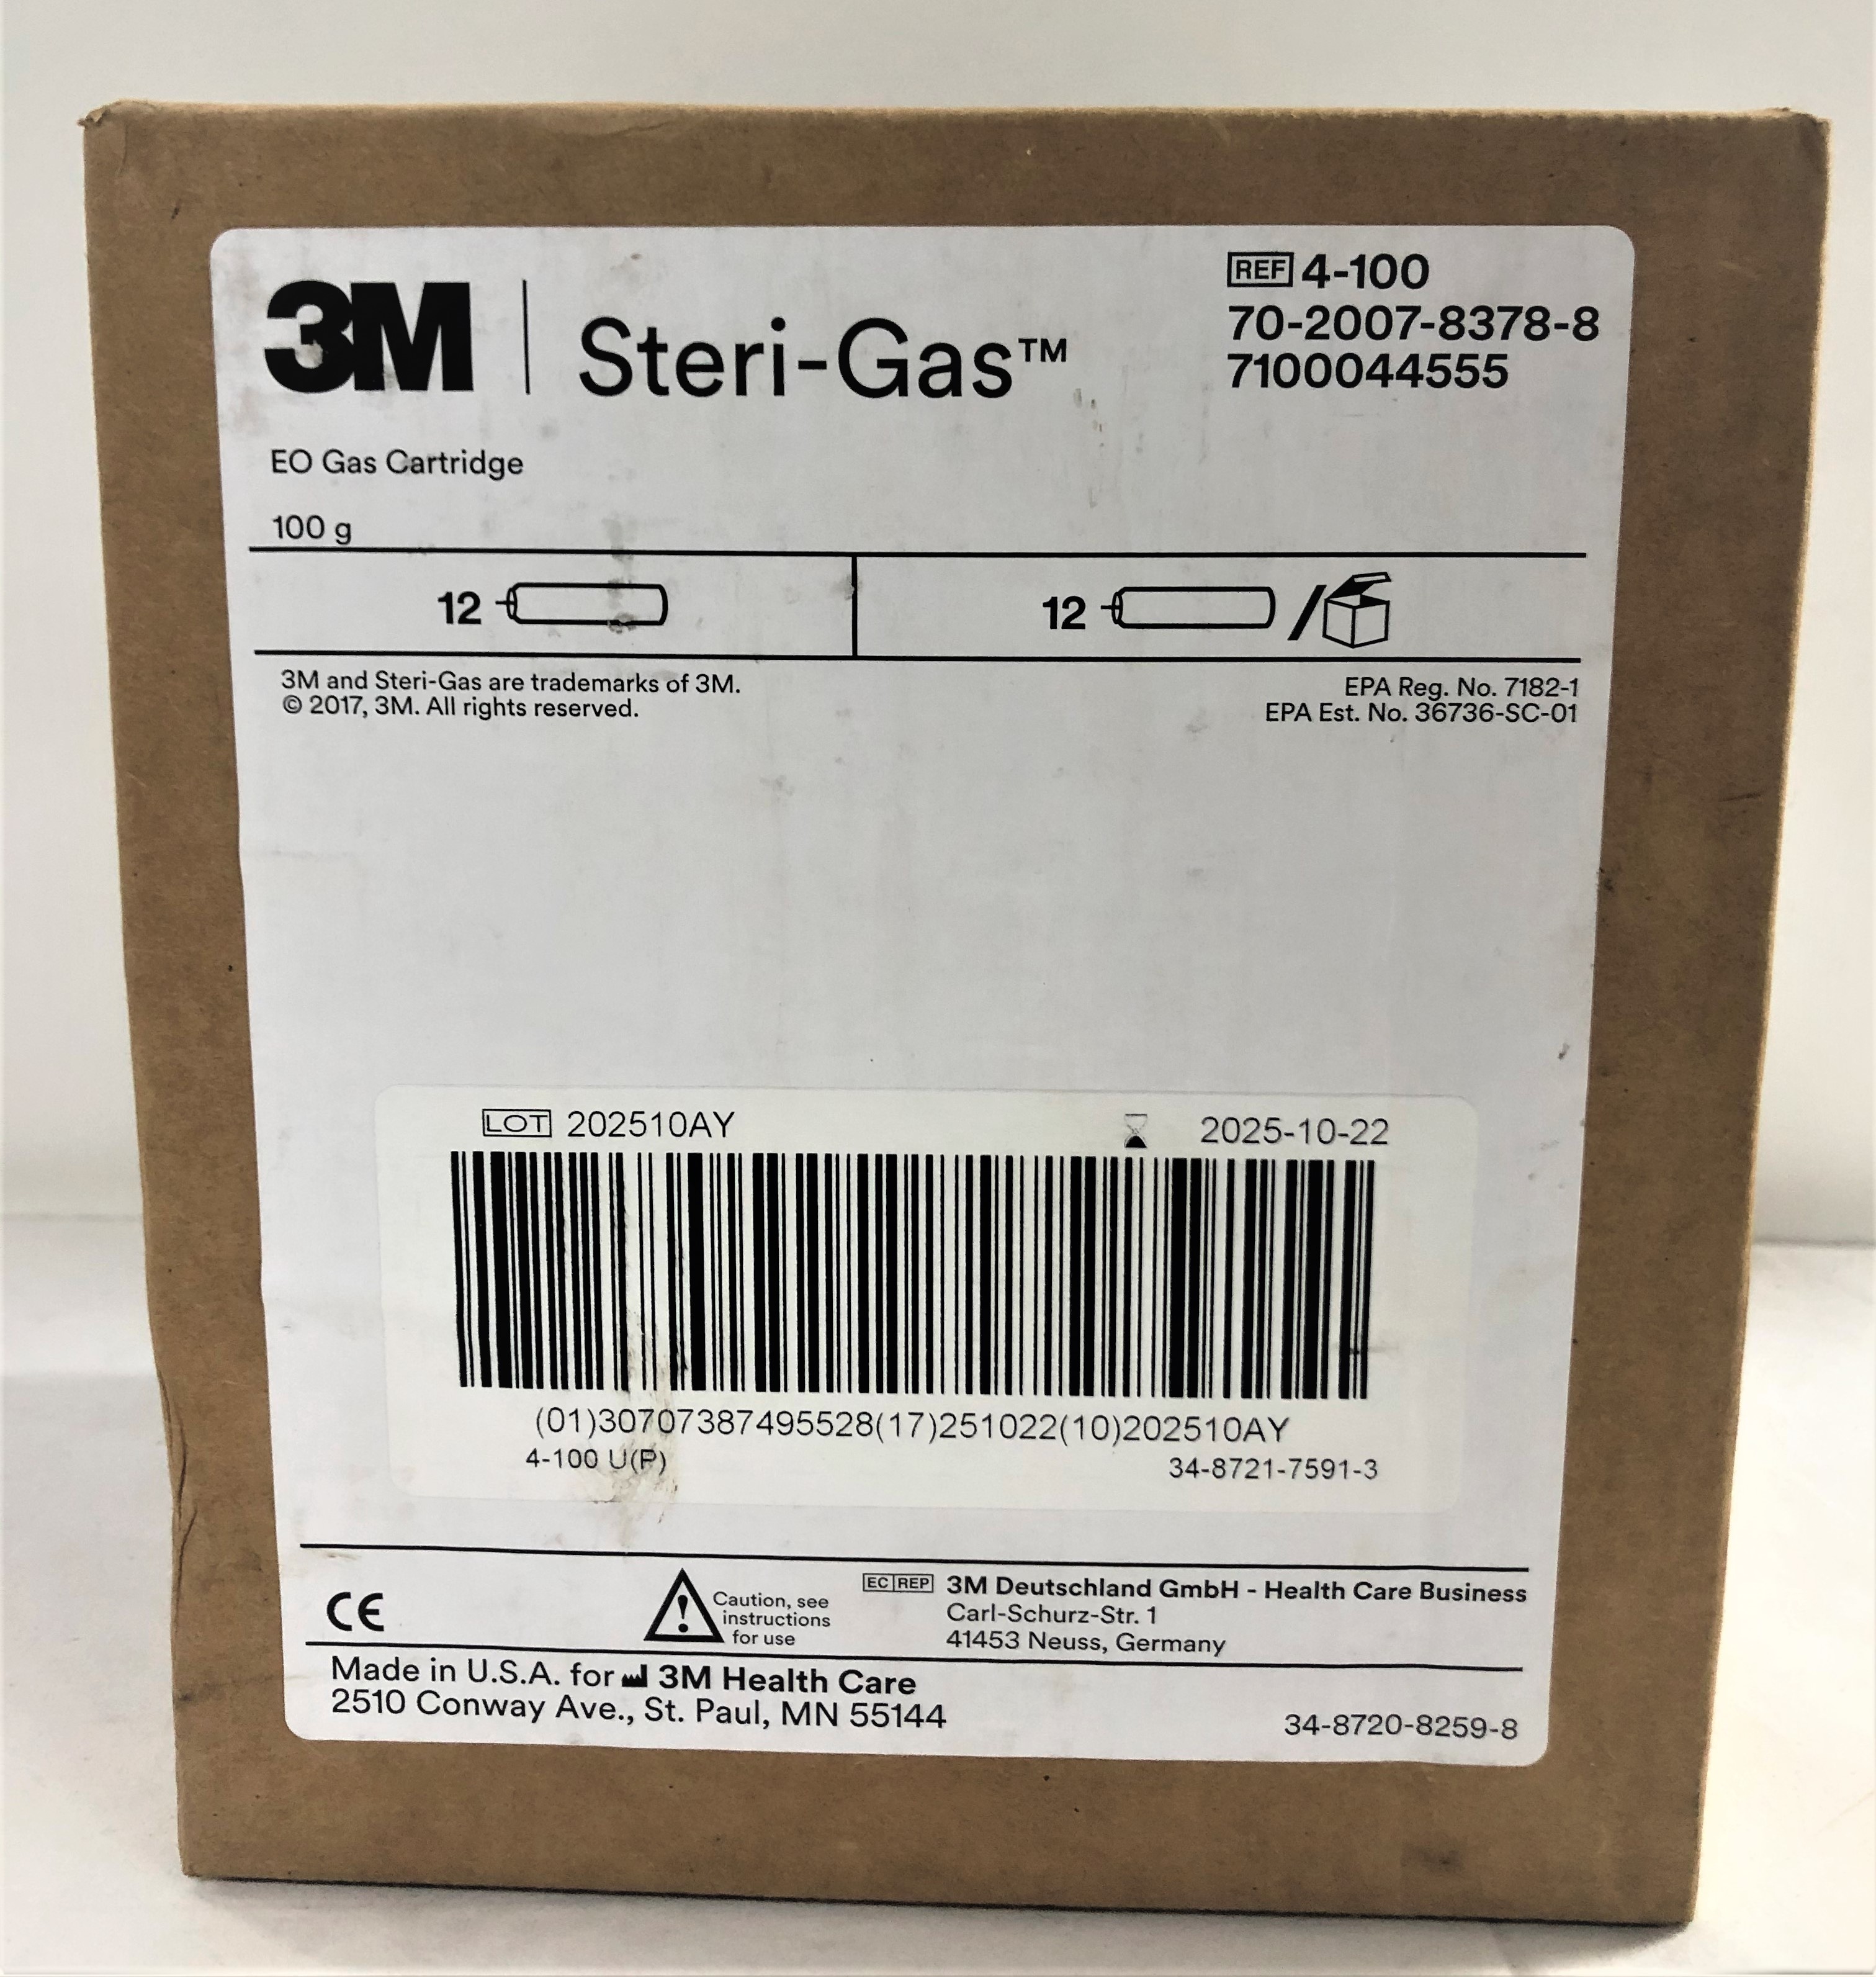 3M | Steri-Gas™
REF 4-100
70-2007-8378-8
7100044555
EO Gas Cartridge
100 g
12
12 /
3M and Steri-Gas are trademarks of 3M.
© 2017, 3M. All rights reserved.
EPA Reg. No. 7182-1
EPA Est. No. 36736-SC-01
LOT 202510AY
2025-10-22
(01)30707387495528(17)251022(10)202510AY
4-100 U(P)
34-8721-7591-3
CE
Caution, see
instructions
for use
EC REP 3M Deutschland GmbH - Health Care Business
Carl-Schurz-Str. 1
41453 Neuss, Germany
Made in U.S.A. for 3M Health Care
2510 Conway Ave., St. Paul, MN 55144
34-8720-8259-8